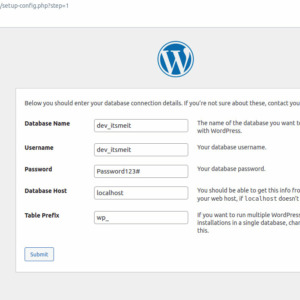 /setup-config.php?step=1
Below you should enter your database connection details. If you're not sure about these, contact you
Database Name dev_itsmeit The name of the database you want t
with WordPress.
Username dev_itsmeit Your database username.
Password Password123# Your database password.
Database Host localhost You should be able to get this info fro
your web host, if localhost doesn't
Table Prefix wp_ If you want to run multiple WordPress
installations in a single database, cha
this.
Submit